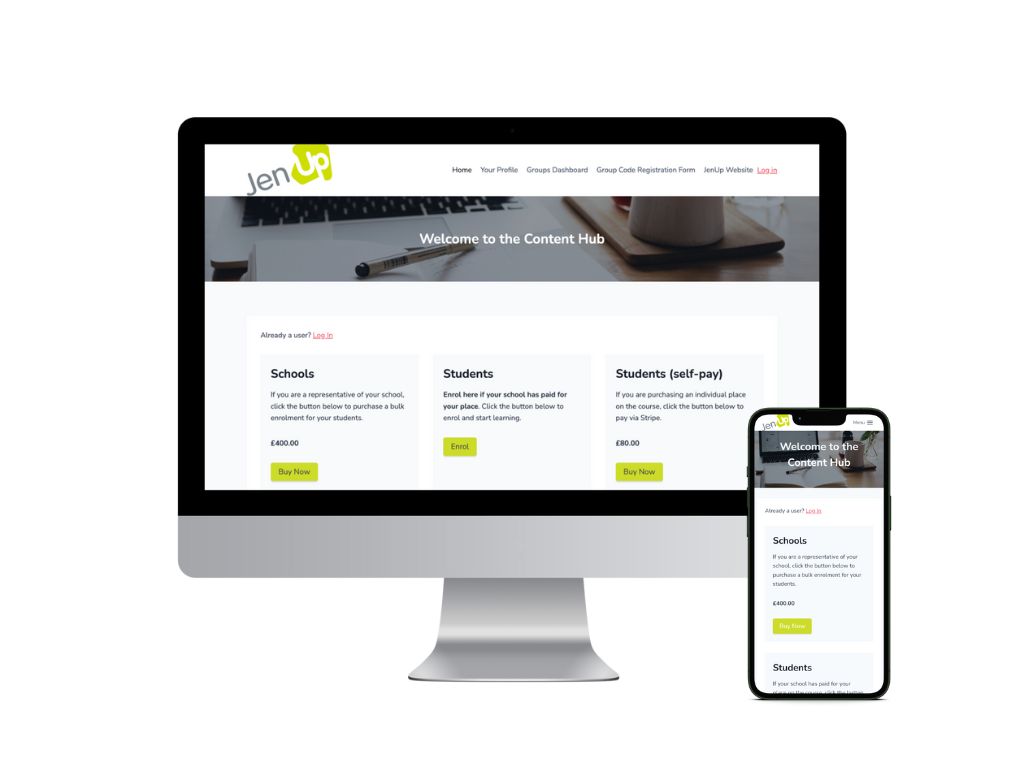 JenUp
Home Your Profile Groups Dashboard Group Code Registration Form JenUp Website Log in
Welcome to the Content Hub
Already a user? Log In
Schools
If you are a representative of your school,
click the button below to purchase a bulk
enrolment for your students.
£400.00
Buy Now
Students
Enrol here if your school has paid for
your place. Click the button below to
enrol and start learning.
Enrol
Students (self-pay)
If you are purchasing an individual place
on the course, click the button below to
pay via Stripe.
£80.00
Buy Now
JenUp
Menu
Welcome to the
Content Hub
Already a user? Log In
Schools
If you are a representative of your
school, click the button below to
purchase a bulk enrolment for your
students.
£400.00
Buy Now
Students
If your school has paid for your
place on the course, click the button